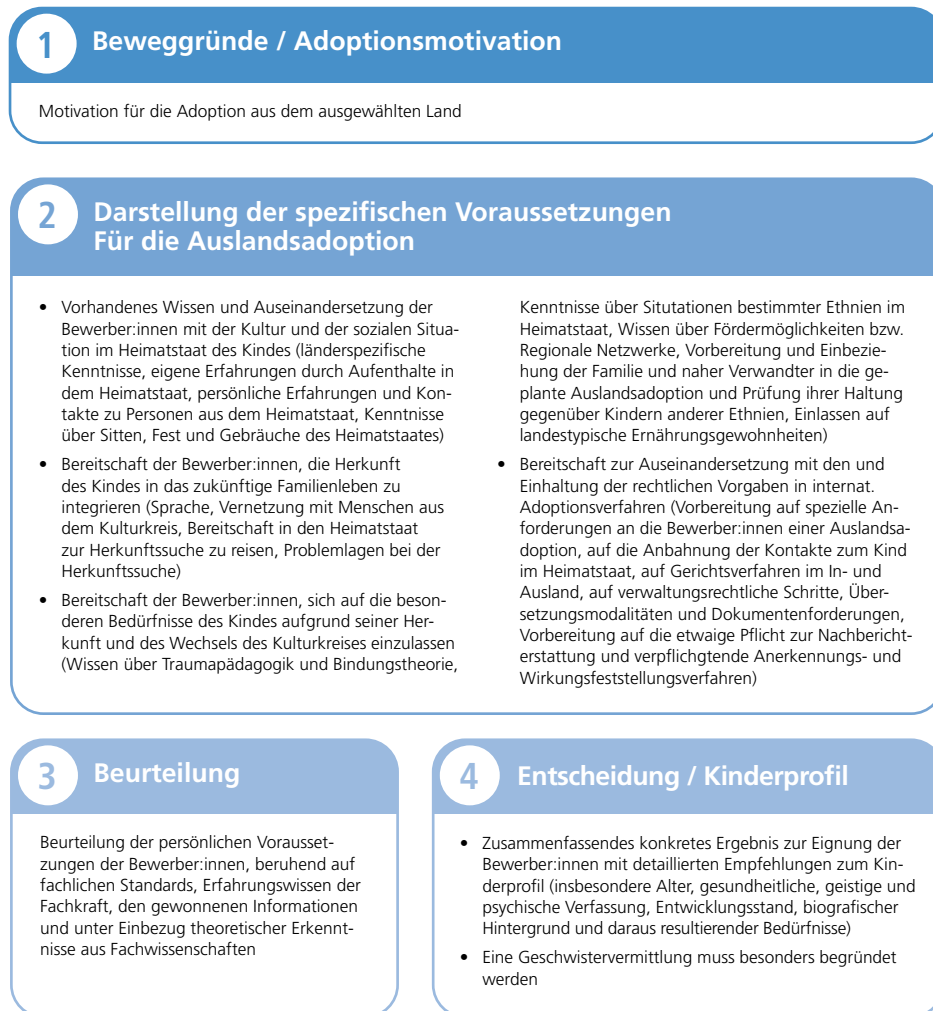 1
Beweggründe / Adoptionsmotivation
Motivation für die Adoption aus dem ausgewählten Land
2
Darstellung der spezifischen Voraussetzungen
Für die Auslandsadoption
• Vorhandenes Wissen und Auseinandersetzung der
Bewerber:innen mit der Kultur und der sozialen Situa-
tion im Heimatstaat des Kindes (länderspezifische
Kenntnisse, eigene Erfahrungen durch Aufenthalte in
dem Heimatstaat, persönliche Erfahrungen und Kon-
takte zu Personen aus dem Heimatstaat, Kenntnisse
über Sitten, Fest und Gebräuche des Heimatstaates)
• Bereitschaft der Bewerber:innen, die Herkunft
des Kindes in das zukünftige Familienleben zu
integrieren (Sprache, Vernetzung mit Menschen aus
dem Kulturkreis, Bereitschaft in den Heimatstaat
zur Herkunftssuche zu reisen, Problemlagen bei der
Herkunftssuche)
• Bereitschaft der Bewerber:innen, sich auf die beson-
deren Bedürfnisse des Kindes aufgrund seiner Her-
kunft und des Wechsels des Kulturkreises einzulassen
(Wissen über Traumapädagogik und Bindungstheorie,
Kenntnisse über Situtationen bestimmter Ethnien im
Heimatstaat, Wissen über Fördermöglichkeiten bzw.
Regionale Netzwerke, Vorbereitung und Einbezie-
hung der Familie und naher Verwandter in die ge-
plante Auslandsadoption und Prüfung ihrer Haltung
gegenüber Kindern anderer Ethnien, Einlassen auf
landestypische Ernährungsgewohnheiten)
• Bereitschaft zur Auseinandersetzung mit den und
Einhaltung der rechtlichen Vorgaben in internat.
Adoptionsverfahren (Vorbereitung auf spezielle An-
forderungen an die Bewerber:innen einer Auslandsa-
doption, auf die Anbahnung der Kontakte zum Kind
im Heimatstaat, auf Gerichtsverfahren im In- und
Ausland, auf verwaltungsrechtliche Schritte, Über-
setzungsmodalitäten und Dokumentenforderungen,
Vorbereitung auf die etwaige Pflicht zur Nachbericht-
erstattung und verpflichgtende Anerkennungs- und
Wirkungsfeststellungsverfahren)
3
Beurteilung
Beurteilung der persönlichen Vorausset-
zungen der Bewerber:innen, beruhend auf
fachlichen Standards, Erfahrungswissen der
Fachkraft, den gewonnenen Informationen
und unter Einbezug theoretischer Erkennt-
nisse aus Fachwissenschaften
4
Entscheidung / Kinderprofil
• Zusammenfassendes konkretes Ergebnis zur Eignung der
Bewerber:innen mit detaillierten Empfehlungen zum Kin-
derprofil (insbesondere Alter, gesundheitliche, geistige und
psychische Verfassung, Entwicklungsstand, biografischer
Hintergrund und daraus resultierender Bedürfnisse)
• Eine Geschwistervermittlung muss besonders begründet
werden